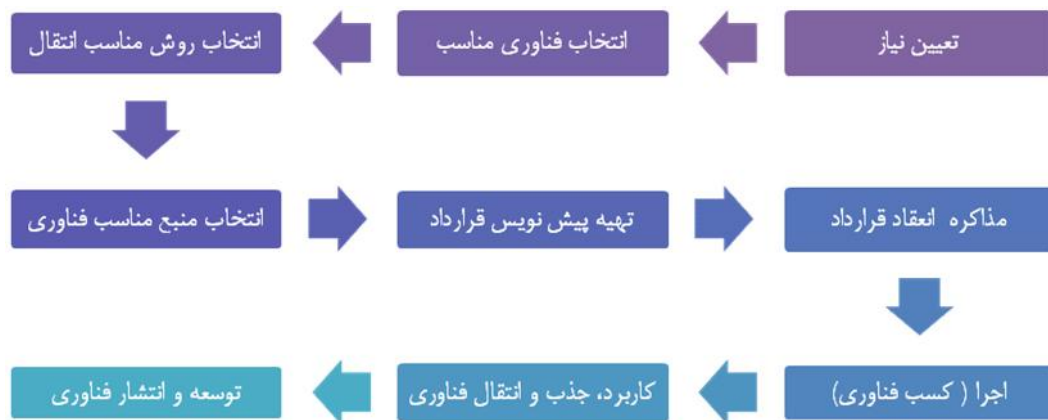 تعیین نیاز
انتخاب فناوری مناسب
انتخاب روش مناسب انتقال
انتخاب منبع مناسب فناوری
تهیه پیش نویس قرارداد
مذاکره انعقاد قرارداد
اجرا ( کسب فناوری)
کاربرد، جذب و انتقال فناوری
توسعه و انتشار فناوری